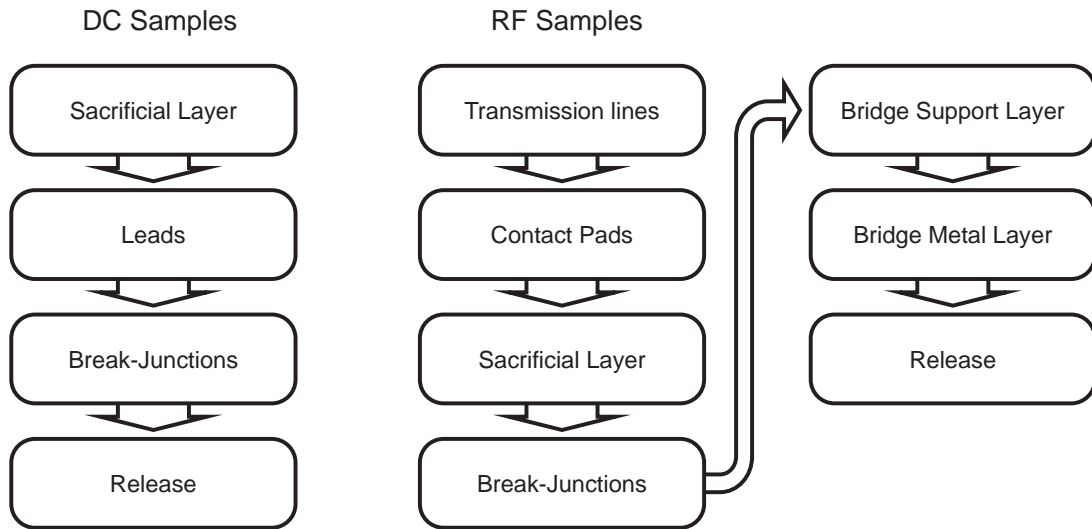 DC Samples
Sacrificial Layer
Leads
Break-Junctions
Release
RF Samples
Transmission lines
Contact Pads
Sacrificial Layer
Break-Junctions
Bridge Support Layer
Bridge Metal Layer
Release